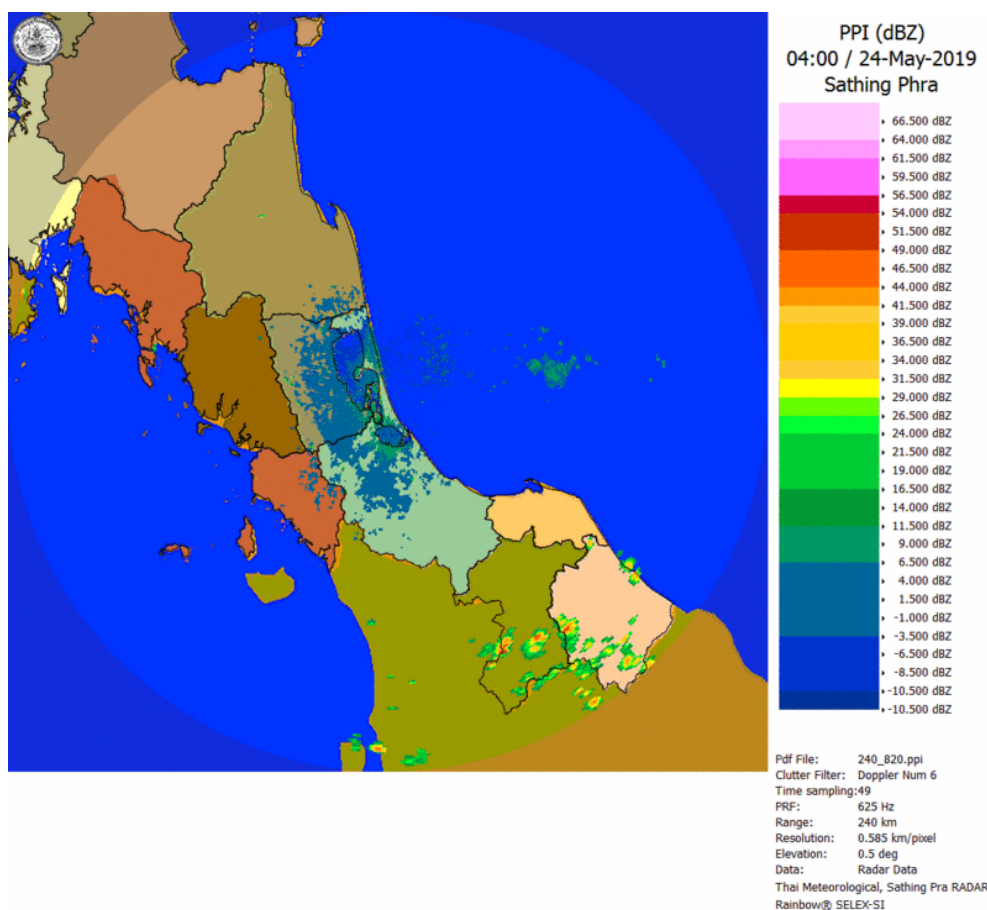 PPI (dBZ)
04:00 / 24-May-2019
Sathing Phra
66.500 dBZ
64.000 dBZ
61.500 dBZ
59.500 dBZ
56.500 dBZ
54.000 dBZ
51.500 dBZ
49.000 dBZ
46.500 dBZ
44.000 dBZ
41.500 dBZ
39.000 dBZ
36.500 dBZ
34.000 dBZ
31.500 dBZ
29.000 dBZ
26.500 dBZ
24.000 dBZ
21.500 dBZ
19.000 dBZ
16.500 dBZ
14.000 dBZ
11.500 dBZ
9.000 dBZ
6.500 dBZ
4.000 dBZ
1.500 dBZ
-1.000 dBZ
-3.500 dBZ
-6.500 dBZ
-8.500 dBZ
-10.500 dBZ
-10.500 dBZ
Pdf File: 240_820.ppi
Clutter Filter: Doppler Num 6
Time sampling:49
PRF: 625 Hz
Range: 240 km
Resolution: 0.585 km/pixel
Elevation: 0.5 deg
Data: Radar Data
Thai Meteorological, Sathing Pra RADAR
Rainbow® SELEX-SI